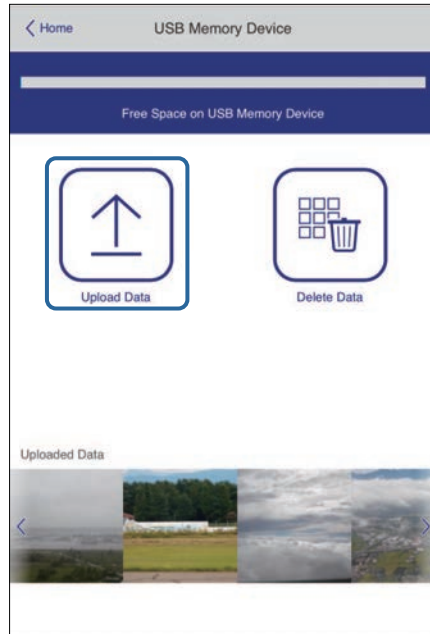 Home
USB Memory Device
Free Space on USB Memory Device
Upload Data
Delete Data
Uploaded Data